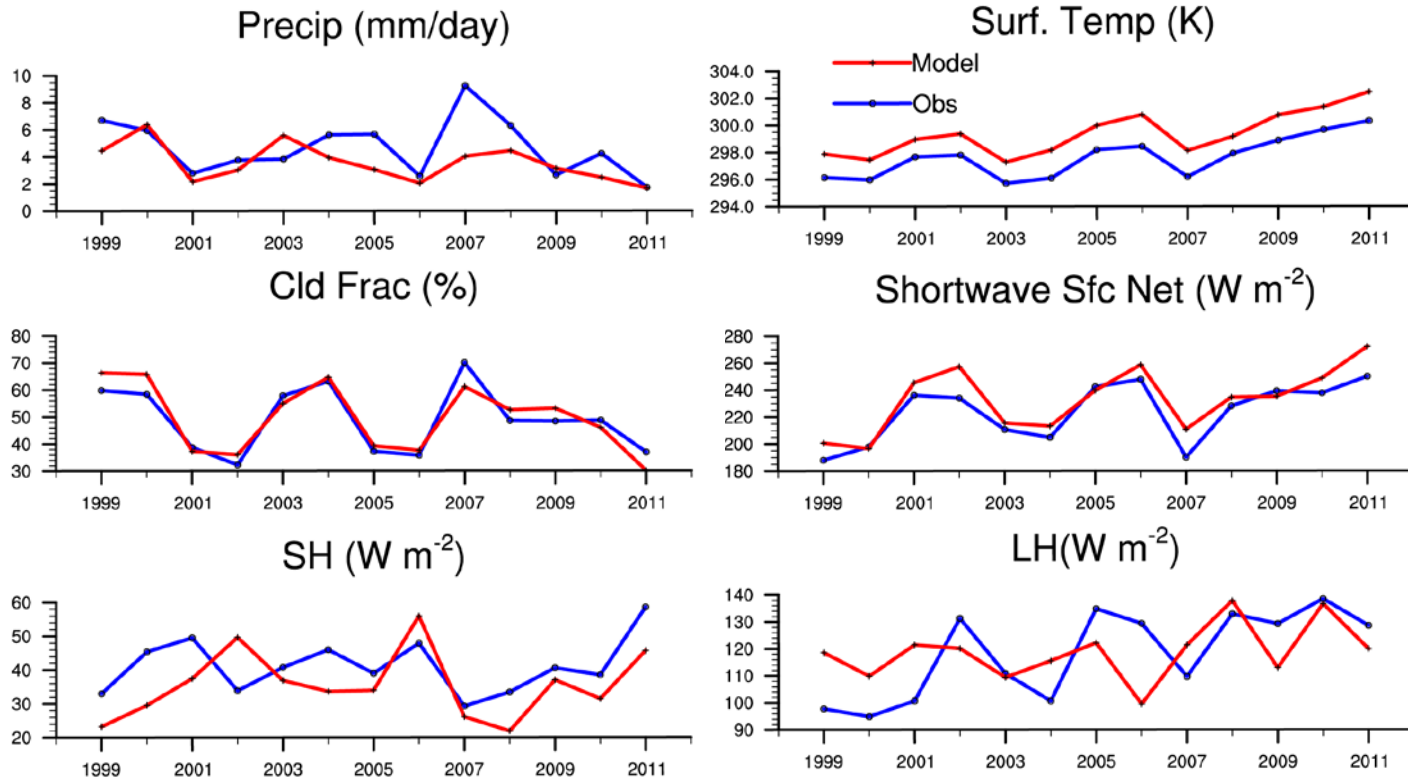 Precip (mm/day)
10
8
6
4
2
0
1999 2001 2003 2005 2007 2009 2011
Surf. Temp (K)
Model
Obs
304.0
302.0
300.0
298.0
296.0
294.0
1999 2001 2003 2005 2007 2009 2011
Cld Frac (%)
80
70
60
50
40
30
1999 2001 2003 2005 2007 2009 2011
Shortwave Sfc Net (W m⁻²)
280
260
240
220
200
180
1999 2001 2003 2005 2007 2009 2011
SH (W m⁻²)
60
50
40
30
20
1999 2001 2003 2005 2007 2009 2011
LH(W m⁻²)
140
130
120
110
100
90
1999 2001 2003 2005 2007 2009 2011